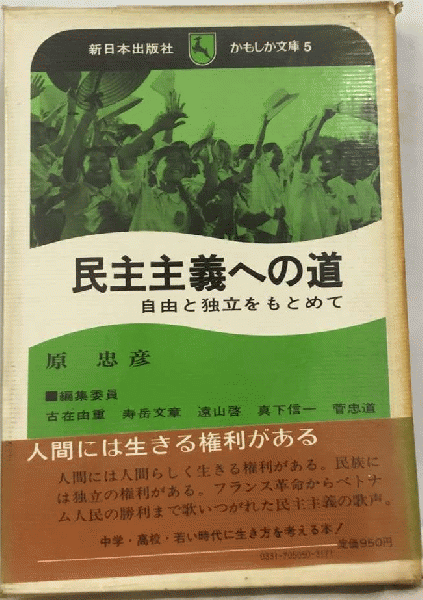 新日本出版社 かもしか文庫5
民主主義への道
自由と独立をもとめて
原 忠彦
■編集委員
古在由重 寿岳文章 遠山啓 真下信一 菅忠道
人間には生きる権利がある
人間には人間らしく生きる権利がある。民族に
は独立の権利がある。フランス革命からベトナ
ム人民の勝利まで歌いつがれた民主主義の歌声。
中学・高校・若い時代に生き方を考える本！
定価950円